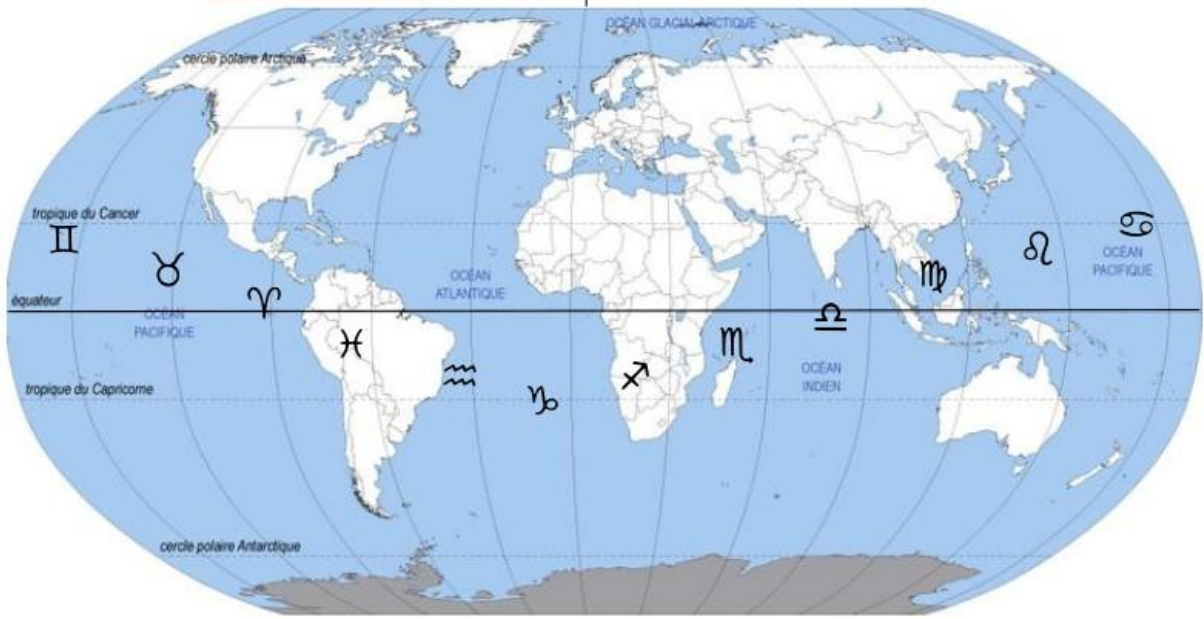 OCÉAN GLACIAL ARCTIQUE
cercle polaire Arctique
tropique du Cancer
♊
♋
♌
♉
OCÉAN
PACIFIQUE
♍
OCÉAN
ATLANTIQUE
équateur
♈
OCÉAN
PACIFIQUE
♎
♓
♏
OCÉAN
INDIEN
♒
♐
tropique du Capricorne
♑
cercle polaire Antarctique